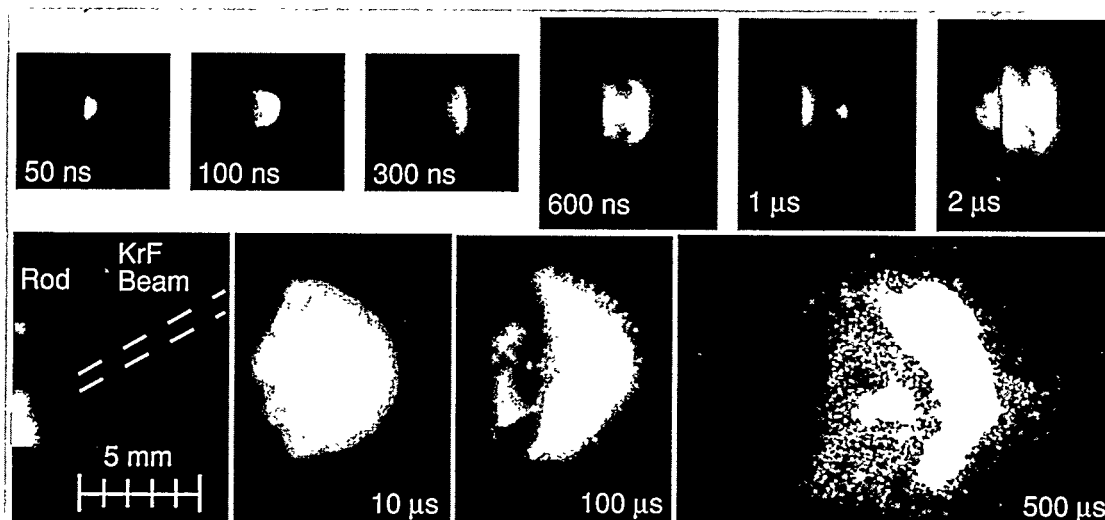 50 ns
100 ns
300 ns
600 ns
1 μs
2 μs
Rod
KrF
Beam
5 mm
10 μs
100 μs
500 μs